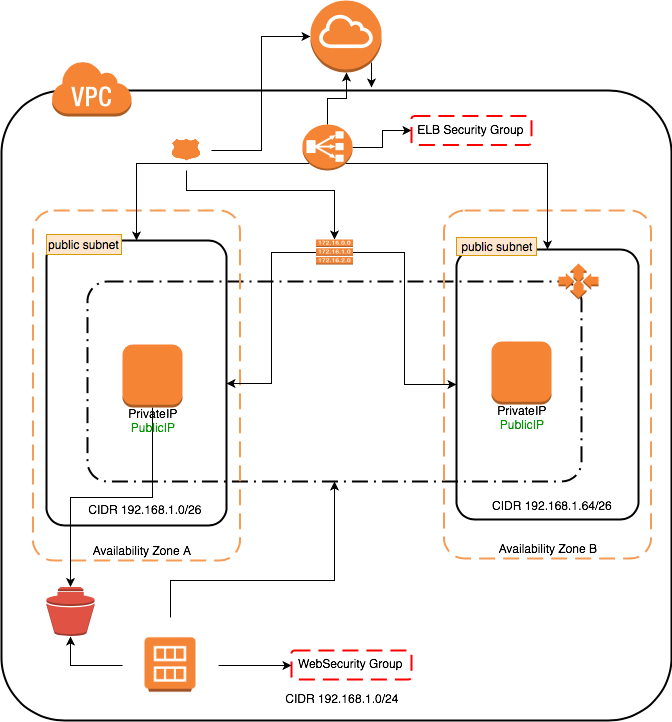 VPC
ELB Security Group
public subnet
172.16.0.0
172.16.1.0
172.16.2.0
public subnet
PrivateIP
PublicIP
PrivateIP
PublicIP
CIDR 192.168.1.0/26
CIDR 192.168.1.64/26
Availability Zone A
Availability Zone B
WebSecurity Group
CIDR 192.168.1.0/24